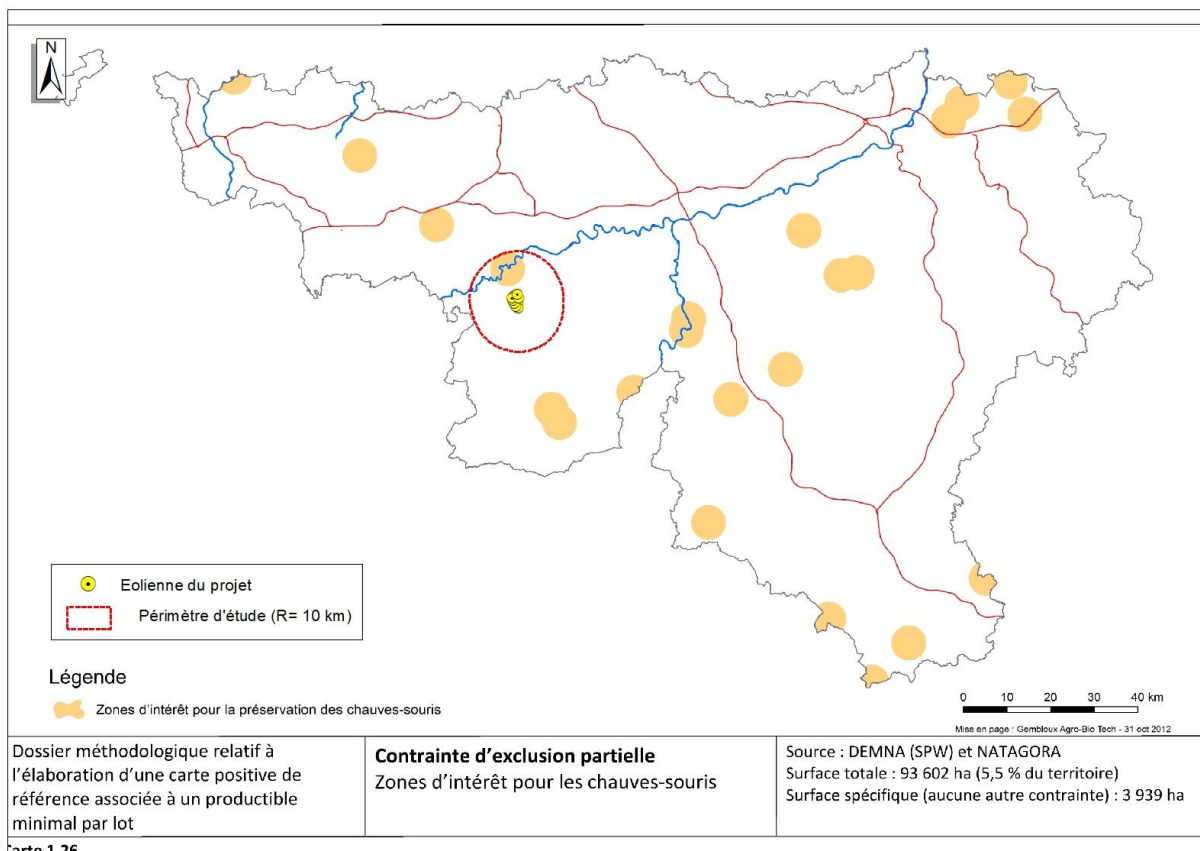 N
Eolienne du projet
Périmètre d'étude (R= 10 km)
Légende
Zones d'intérêt pour la préservation des chauves-souris
0 10 20 30 40 km
Mise en page : Gembloux Agro-Bio Tech - 31 oct 2012
Dossier méthodologique relatif à
l'élaboration d'une carte positive de
référence associée à un productible
minimal par lot
Contrainte d'exclusion partielle
Zones d'intérêt pour les chauves-souris
Source : DEMNA (SPW) et NATAGORA
Surface totale : 93 602 ha (5,5 % du territoire)
Surface spécifique (aucune autre contrainte) : 3 939 ha
Carte 1.26